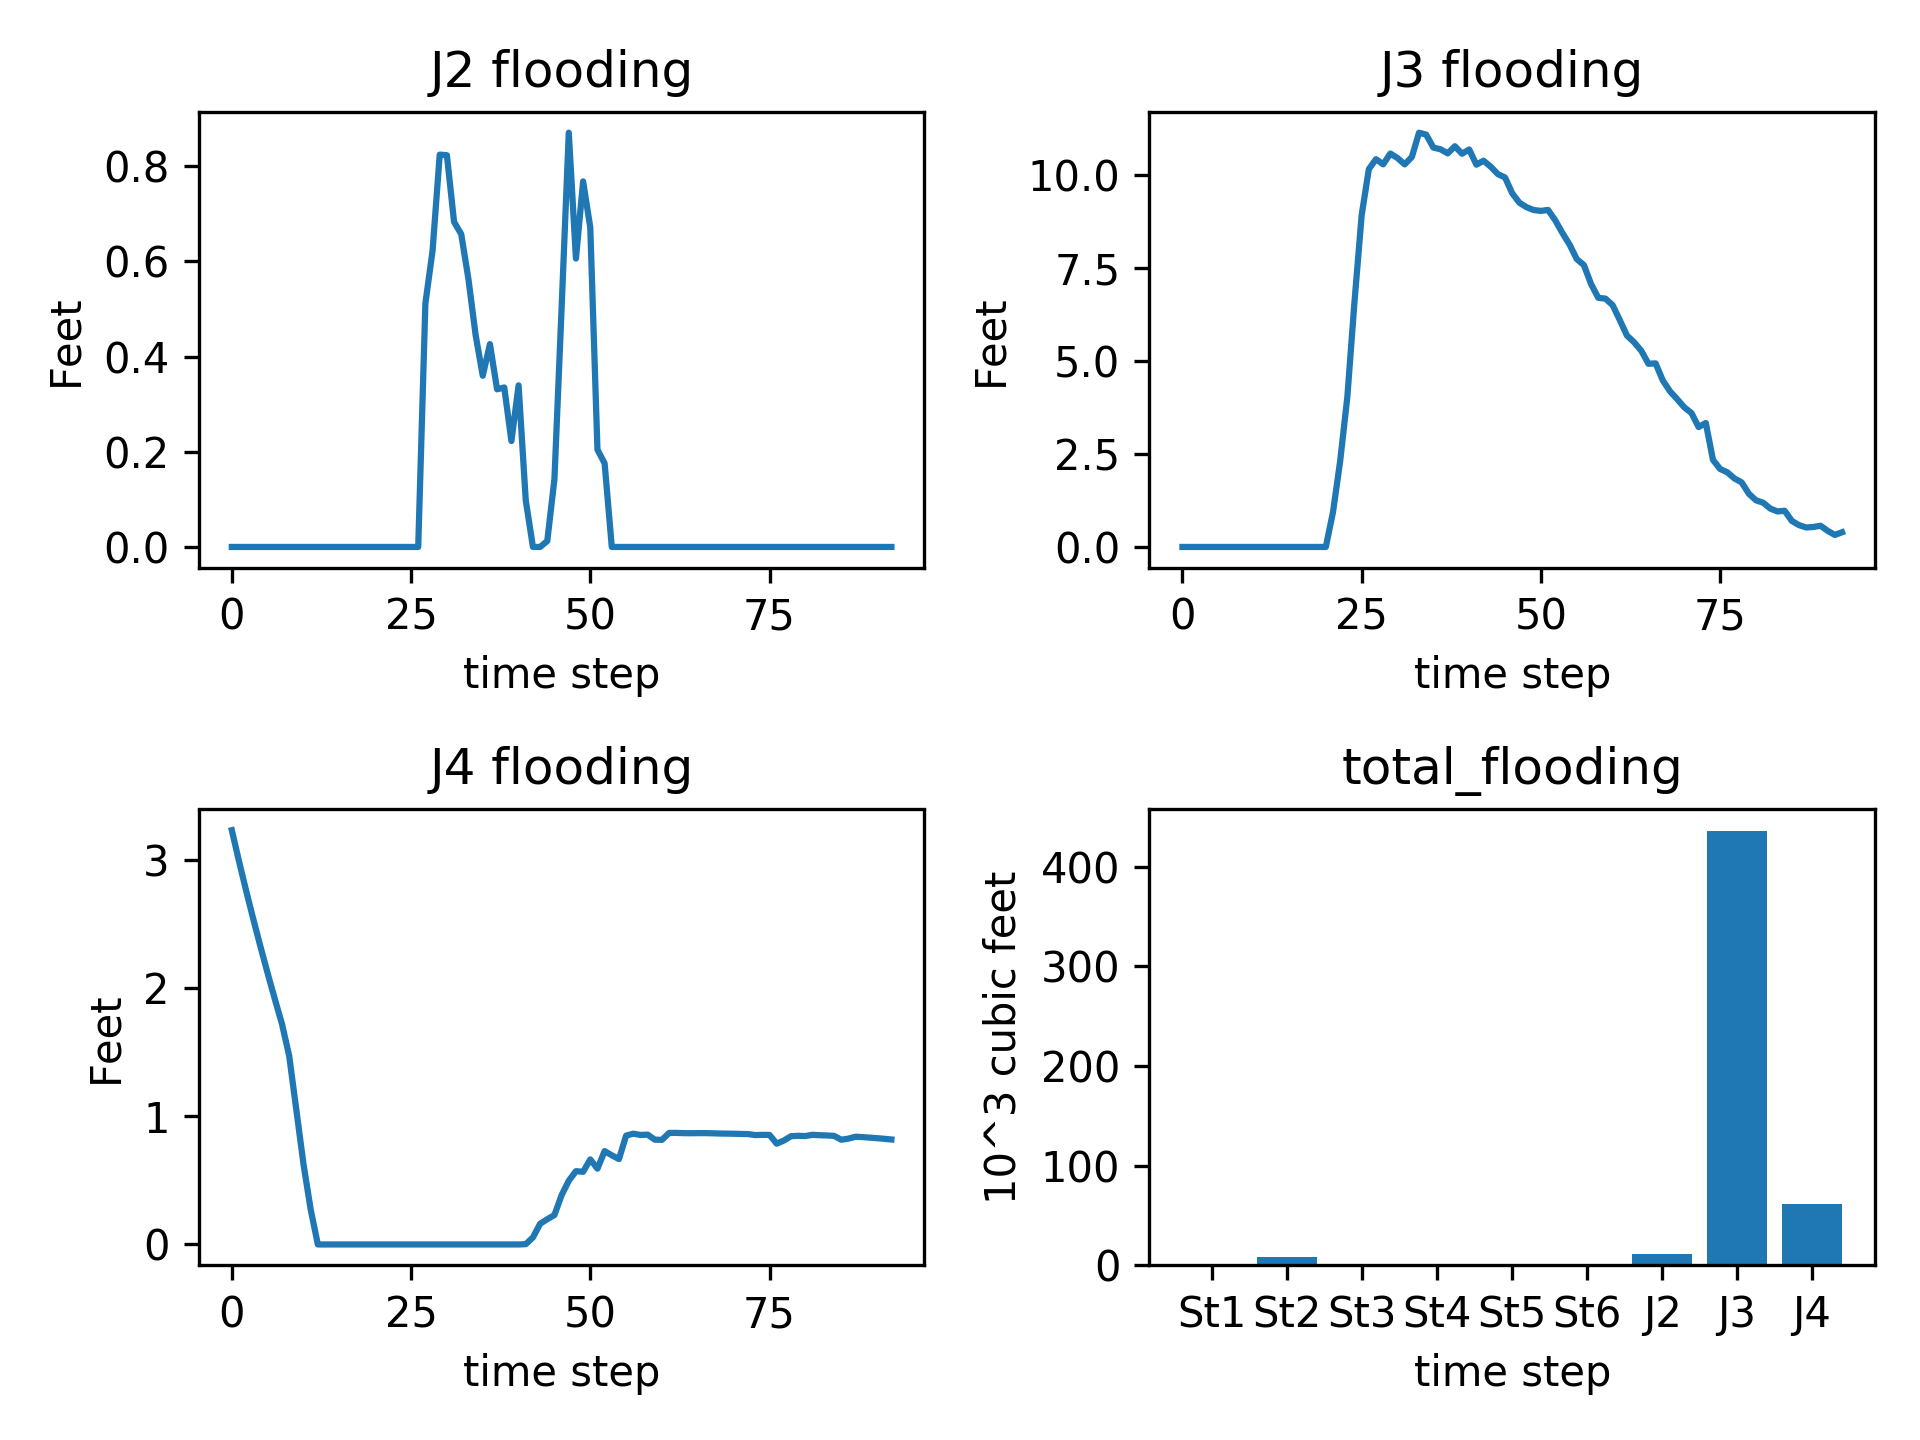 J2 flooding
0.8
0.6
0.4
0.2
0.0
Feet
0 25 50 75
time step
J3 flooding
10.0
7.5
5.0
2.5
0.0
Feet
0 25 50 75
time step
J4 flooding
3
2
1
0
Feet
0 25 50 75
time step
total_flooding
400
300
200
100
0
10^3 cubic feet
St1 St2 St3 St4 St5 St6 J2 J3 J4
time step